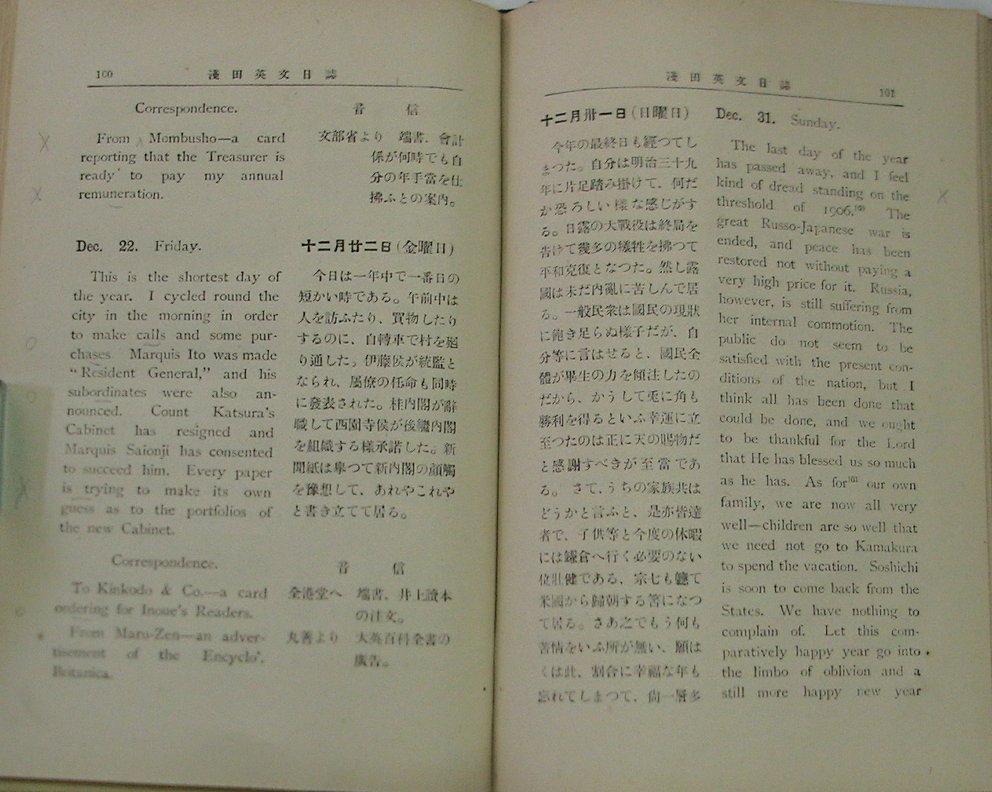 100
淺田英文日誌
Correspondence.
From Mombusho—a card
reporting that the Treasurer is
ready to pay my annual
remuneration.
音 信
文部省より 端書、會計
係が何時でも自
分の年手當を仕
拂ふとの案內。
Dec. 22. Friday.
This is the shortest day of
the year. I cycled round the
city in the morning in order
to make calls and some pur-
chases. Marquis Ito was made
"Resident General," and his
subordinates were also an-
nounced. Count Katsura's
Cabinet has resigned and
Marquis Saionji has consented
to succeed him. Every paper
is trying to make its own
guess as to the portfolios of
the new Cabinet.
十二月廿二日(金曜日)
今日は一年中で一番日の
短かい時である。午前中は
人を訪ふたり、買物したり
するのに、自轉車で村を廻
り通した。伊藤侯が統監と
なられ、屬僚の任命も同時
に發表された。桂內閣が辭
職して西園寺侯が後繼內閣
を組織する樣承諾した。新
聞紙は擧つて新內閣の顏觸
を豫想して、あれやこれや
と書き立てて居る。
Correspondence.
To Kinkodo & Co.—a card
ordering for Inoue's Readers.
From Maru-Zen—an adver-
tisement of the Encyclo'.
Britanica.
音 信
金港堂へ 端書、井上讀本
の注文。
丸善より 大英百科全書の
廣告。
淺田英文日誌
101
十二月卅一日(日曜日)
今年の最終日も經つてし
まつた。自分は明治三十九
年に片足踏み掛けて、何だ
か恐ろしい樣な感じがす
る。日露の大戰役は終局を
告げて幾多の犧牲を拂つて
平和克復となつた。然し露
國は未だ內亂に苦しんで居
る。一般民衆は國民の現狀
に飽き足らぬ樣子だが、自
分等に言はせると、國民全
體が畢生の力を傾注したの
だから、かうして兎に角も
勝利を得るといふ幸運に立
至つたのは正に天の賜物だ
と感謝すべきが至當であ
る。さて、うちの家族共は
どうかと言ふと、是亦皆達
者で、子供等も今度の休暇
には鎌倉へ行く必要のない
位壯健である、宗七も軈て
米國から歸朝する筈になつ
て居る。さあ之でもう何も
苦情をいふ所が無い、願は
くは此、割合に幸福な年も
忘れてしまつて、尙一層多
Dec. 31. Sunday.
The last day of the year
has passed away, and I feel
kind of dread standing on the
threshold of 1906. The
great Russo-Japanese war is
ended, and peace has been
restored not without paying a
very high price for it. Russia,
however, is still suffering from
her internal commotion. The
public do not seem to be
satisfied with the present con-
ditions of the nation, but I
think all has been done that
could be done, and we ought
to be thankful for the Lord
that He has blessed us so much
as he has. As for our own
family, we are now all very
well—children are so well that
we need not go to Kamakura
to spend the vacation. Soshichi
is soon to come back from the
States. We have nothing to
complain of. Let this com-
paratively happy year go into
the limbo of oblivion and a
still more happy new year